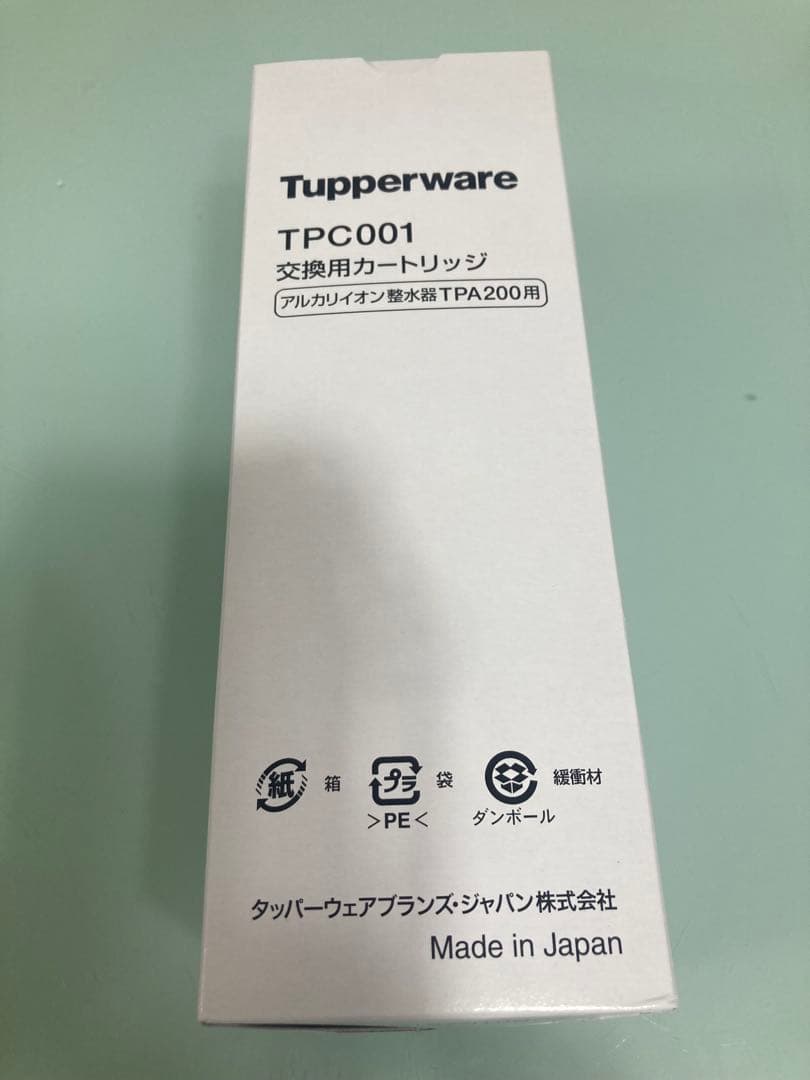 Tupperware
TPC001
交換用カートリッジ
アルカリイオン整水器TPA200用
紙 箱 プラ 袋 緩衝材
>PE< ダンボール
タッパーウェアブランズ・ジャパン株式会社
Made in Japan